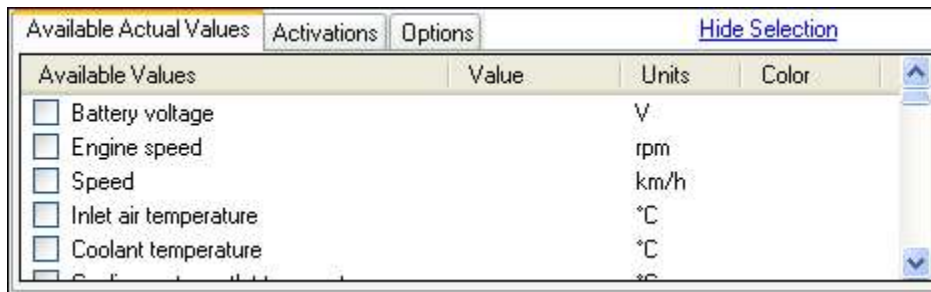 Available Actual Values Activations Options Hide Selection
Available Values Value Units Color
Battery voltage V
Engine speed rpm
Speed km/h
Inlet air temperature °C
Coolant temperature °C
°C